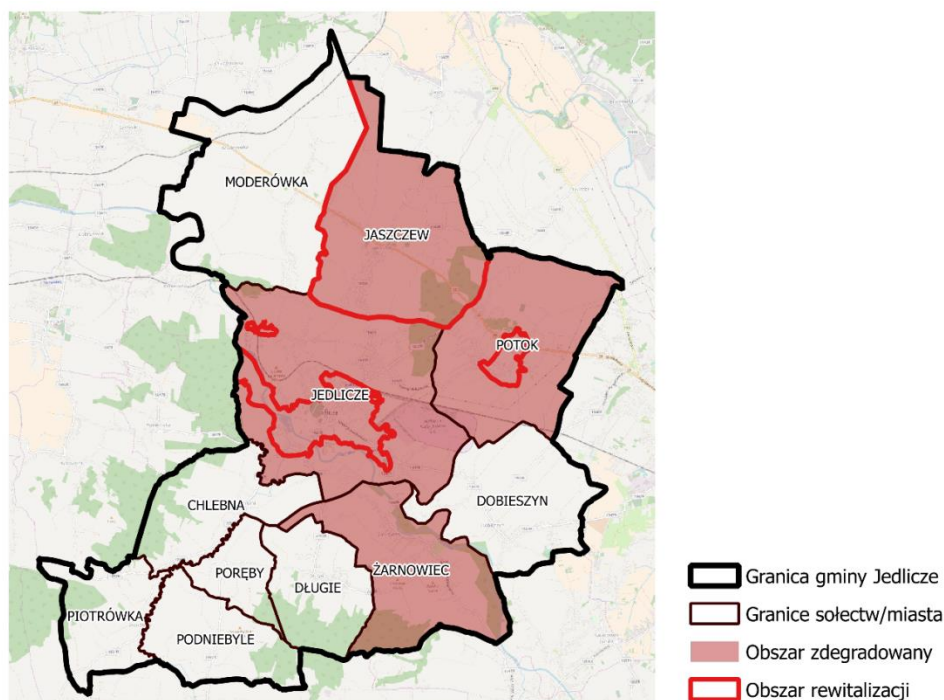 MODERÓWKA
JASZCZEW
POTOK
JEDLICZE
DOBIESZYN
CHLEBNA
PORĘBY
DŁUGIE
ŻARNOWIEC
PIOTRÓWKA
PODNIEBYLE
Granica gminy Jedlicze
Granice sołectw/miasta
Obszar zdegradowany
Obszar rewitalizacji